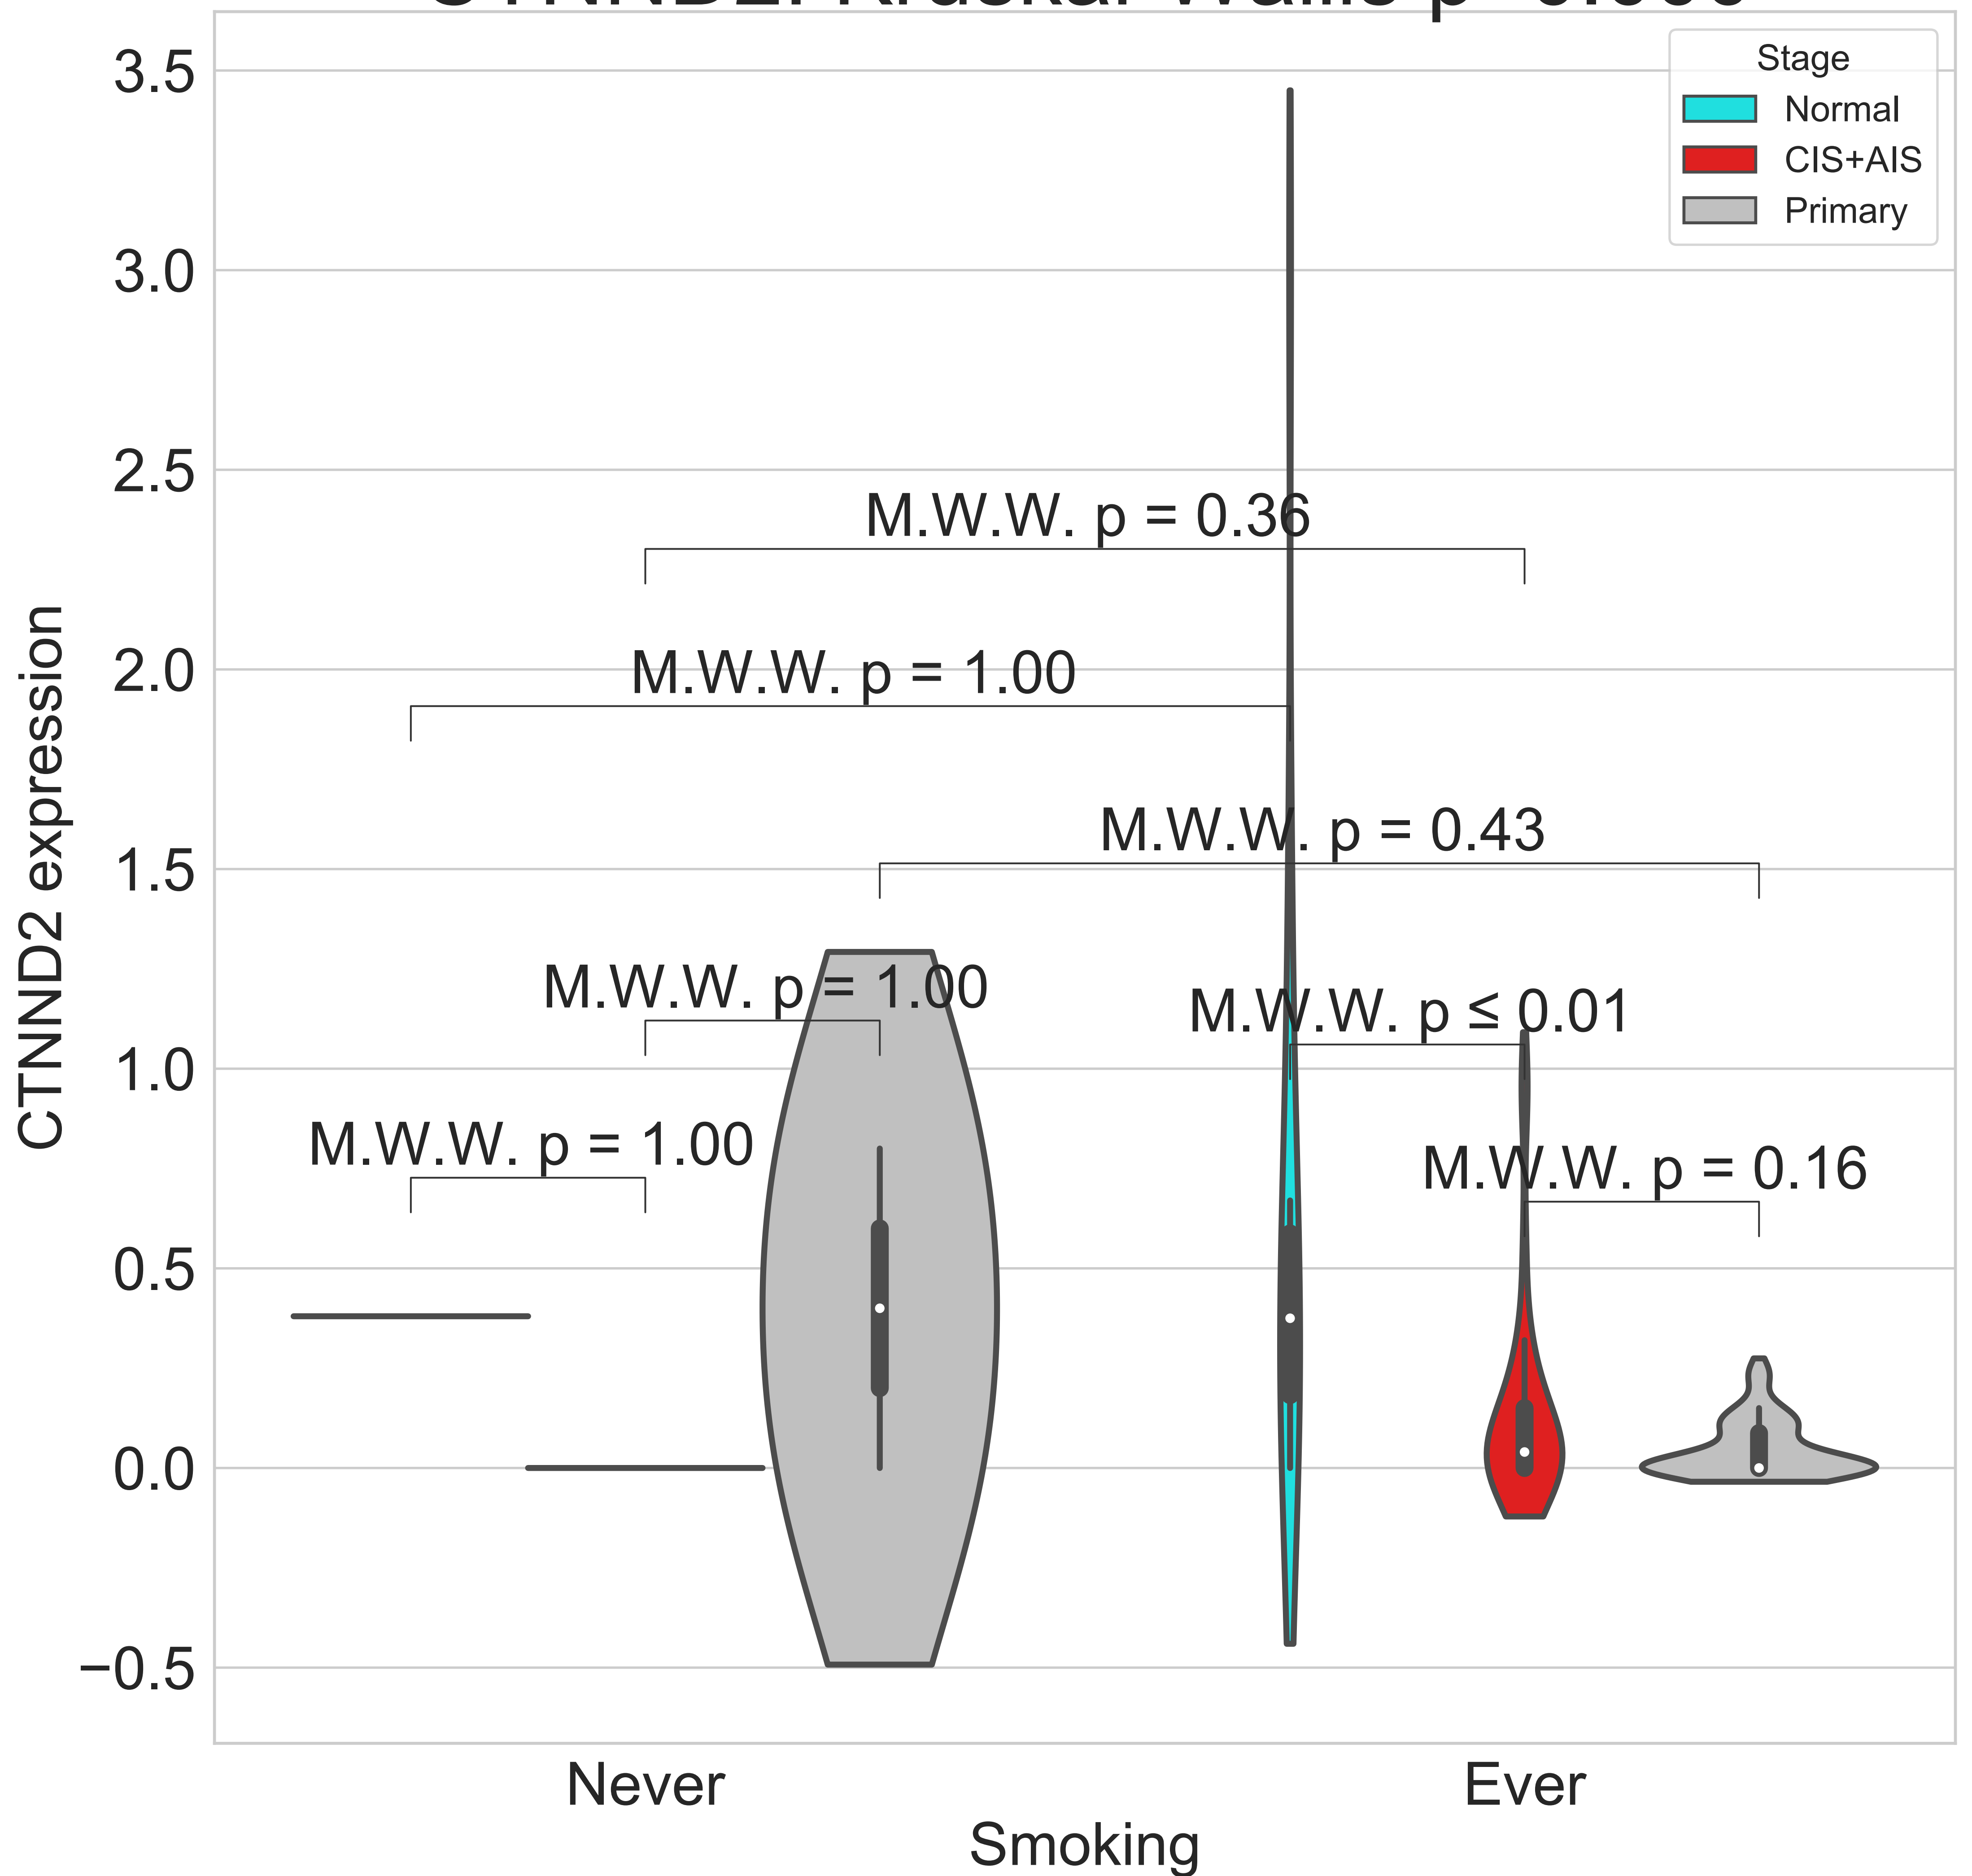 3.5
3.0
2.5
2.0
1.5
1.0
0.5
0.0
−0.5
CTNND2 expression
Stage
Normal
CIS+AIS
Primary
M.W.W. p = 0.36
M.W.W. p = 1.00
M.W.W. p = 0.43
M.W.W. p = 1.00
M.W.W. p ≤ 0.01
M.W.W. p = 1.00
M.W.W. p = 0.16
Never
Ever
Smoking